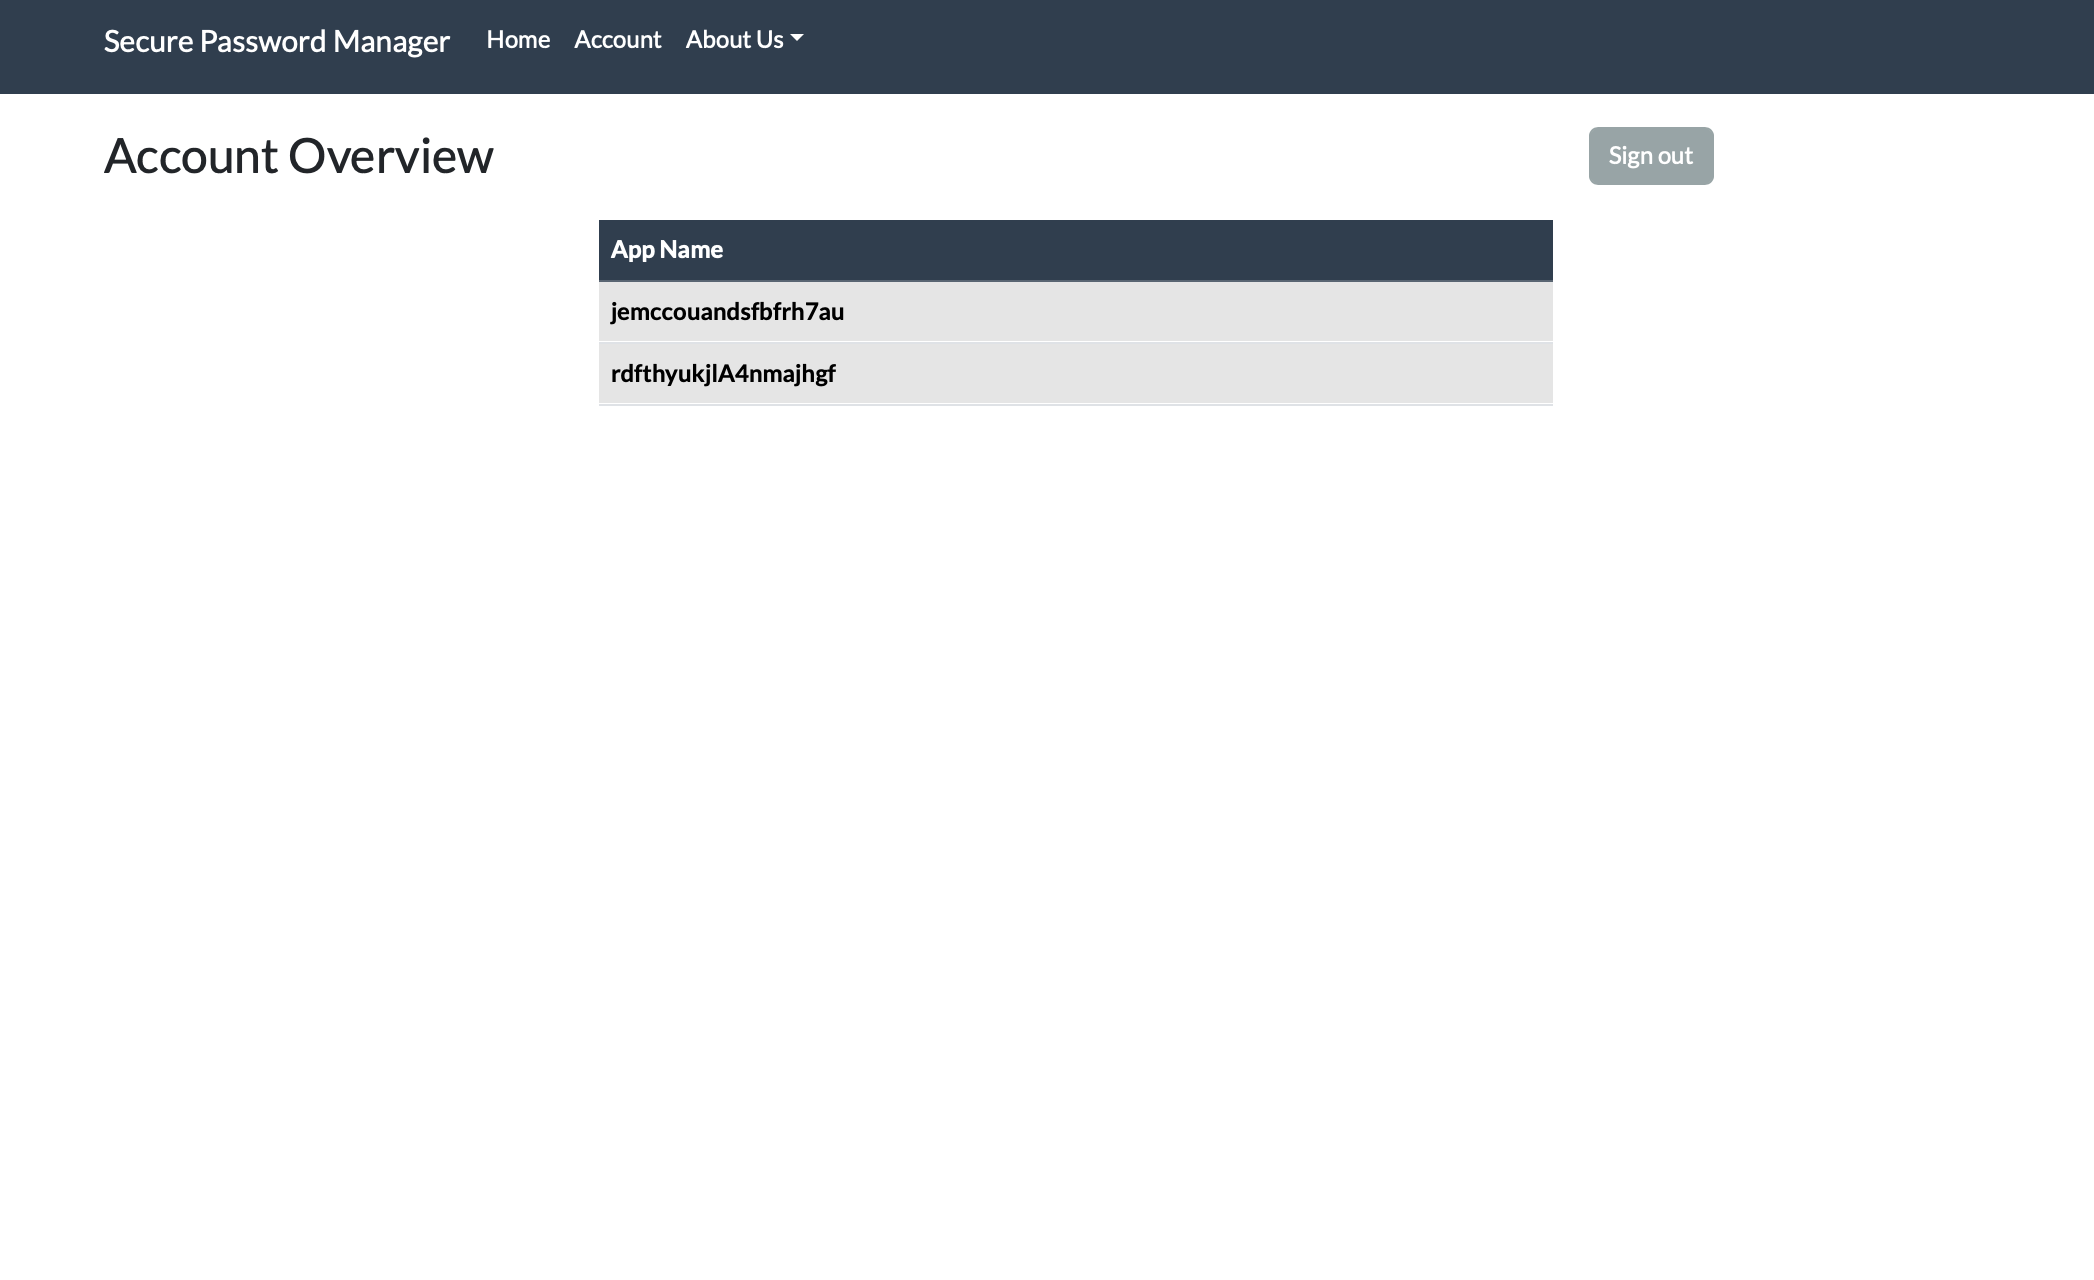 Secure Password Manager Home Account About Us
Account Overview
Sign out
App Name
jemccouandsfbfrh7au
rdfthyukjlA4nmajhgf